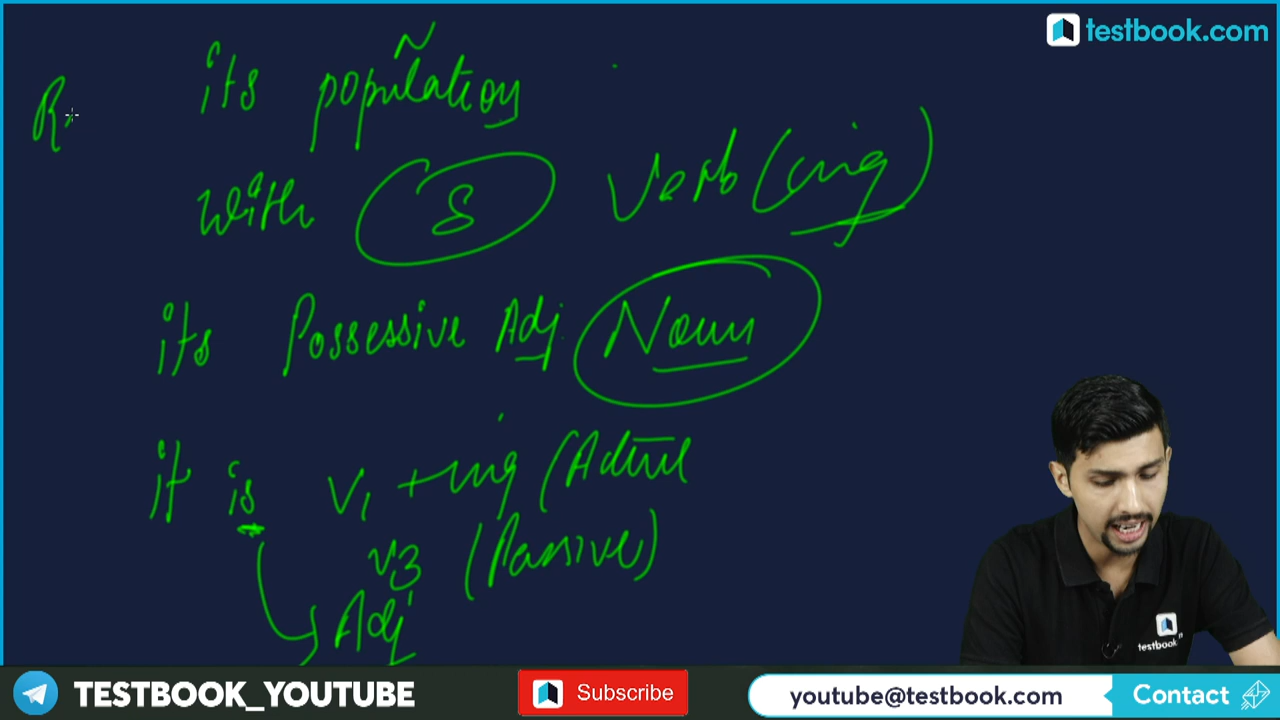 testbook.com
N
its population
R
with S Verb (ing)
its Possessive Adj. Noun
it is V1 + ing (Active
V3 (Passive)
Adj
testbook
TESTBOOK_YOUTUBE
Subscribe
youtube@testbook.com
Contact